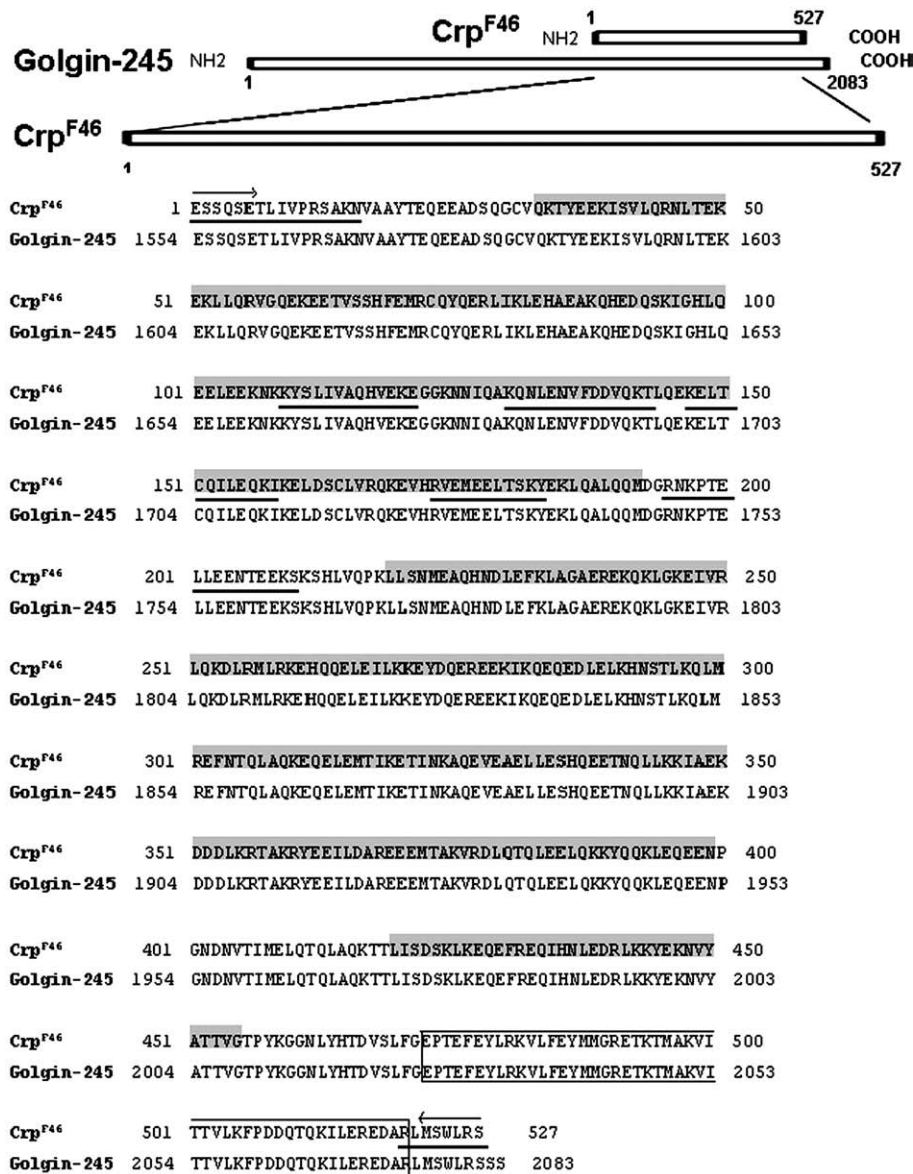 1 527
Crp^F46 NH2 COOH
Golgin-245 NH2 COOH
1 2083
Crp^F46
1 527
Crp^F46 1 ESSQSETLIVPRSAKNVAAYTEQEEADSQGCVQKTYEEKISVLQRNLTEK 50
Golgin-245 1554 ESSQSETLIVPRSAKNVAAYTEQEEADSQGCVQKTYEEKISVLQRNLTEK 1603
Crp^F46 51 EKLLQRVGQEKEETVSSHFEMRCQYQERLIKLEHAEAKQHEDQSKIGHLQ 100
Golgin-245 1604 EKLLQRVGQEKEETVSSHFEMRCQYQERLIKLEHAEAKQHEDQSKIGHLQ 1653
Crp^F46 101 EELEEKNKKYSLIVAQHVEKEGGKNNIQAKQNLENVFDDVQKTLQEKELT 150
Golgin-245 1654 EELEEKNKKYSLIVAQHVEKEGGKNNIQAKQNLENVFDDVQKTLQEKELT 1703
Crp^F46 151 CQILEQKIKELDSCLVRQKEVHRVEMEELTSKYEKLQALQQMDGRNKPTE 200
Golgin-245 1704 CQILEQKIKELDSCLVRQKEVHRVEMEELTSKYEKLQALQQMDGRNKPTE 1753
Crp^F46 201 LLEENTEEKSKSHLVQPKLLSNMEAQHNDLEFKLAGAEREKQKLGKEIVR 250
Golgin-245 1754 LLEENTEEKSKSHLVQPKLLSNMEAQHNDLEFKLAGAEREKQKLGKEIVR 1803
Crp^F46 251 LQKDLRMLRKEHQQELEILKKEYDQEREEKIKQEQEDLELKHNSTLKQLM 300
Golgin-245 1804 LQKDLRMLRKEHQQELEILKKEYDQEREEKIKQEQEDLELKHNSTLKQLM 1853
Crp^F46 301 REFNTQLAQKEQELEMTIKETINKAQEVEAELLESHQEETNQLLKKIAEK 350
Golgin-245 1854 REFNTQLAQKEQELEMTIKETINKAQEVEAELLESHQEETNQLLKKIAEK 1903
Crp^F46 351 DDDLKRTAKRYEEILDAREEEMTAKVRDLQTQLEELQKKYQQKLEQEENP 400
Golgin-245 1904 DDDLKRTAKRYEEILDAREEEMTAKVRDLQTQLEELQKKYQQKLEQEENP 1953
Crp^F46 401 GNDNVTIMELQTQLAQKTTLISDSKLKEQEFREQIHNLEDRLKKYEKNVY 450
Golgin-245 1954 GNDNVTIMELQTQLAQKTTLISDSKLKEQEFREQIHNLEDRLKKYEKNVY 2003
Crp^F46 451 ATTVGTPYKGGNLYHTDVSLFGEPTEFEYLRKVLFEYMMGRETKTMAKVI 500
Golgin-245 2004 ATTVGTPYKGGNLYHTDVSLFGEPTEFEYLRKVLFEYMMGRETKTMAKVI 2053
Crp^F46 501 TTVLKFPDDQTQKILEREDARLMSWLRS 527
Golgin-245 2054 TTVLKFPDDQTQKILEREDARLMSWLRSSS 2083